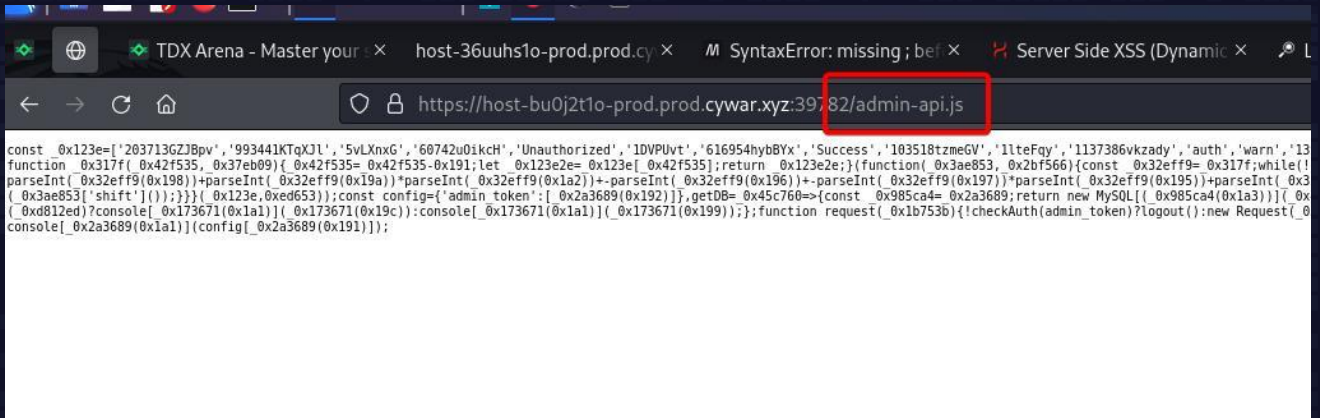 TDX Arena - Master your s
host-36uuhs1o-prod.prod.cy
SyntaxError: missing ; bef
Server Side XSS (Dynamic
L
https://host-bu0j2t1o-prod.prod.cywar.xyz:39782/admin-api.js
const _0x123e=['203713GZJBpv','993441KTqXJl','5vLXnxG','60742uOikcH','Unauthorized','1DVPUvt','616954hybBYx','Success','103518tzmeGV','1lteFqy','1137386vkzady','auth','warn','13
function _0x317f(_0x42f535,_0x37eb09){_0x42f535=_0x42f535-0x191;let _0x123e2e=_0x123e[_0x42f535];return _0x123e2e;}(function(_0x3ae853,_0x2bf566){const _0x32eff9=_0x317f;while(!
parseInt(_0x32eff9(0x198))+parseInt(_0x32eff9(0x19a))*parseInt(_0x32eff9(0x1a2))+-parseInt(_0x32eff9(0x196))+-parseInt(_0x32eff9(0x197))*parseInt(_0x32eff9(0x195))+parseInt(_0x3
(_0x3ae853['shift']());}}}(_0x123e,0xed653));const config={'admin_token':[_0x2a3689(0x192)]},getDB=_0x45c760=>{const _0x985ca4=_0x2a3689;return new MySQL[(_0x985ca4(0x1a3))](_0x
(_0xd812ed)?console[_0x173671(0x1a1)](_0x173671(0x19c)):console[_0x173671(0x1a1)](_0x173671(0x199));};function request(_0x1b753b){!checkAuth(admin_token)?logout():new Request(_0
console[_0x2a3689(0x1a1)](config[_0x2a3689(0x191)]);